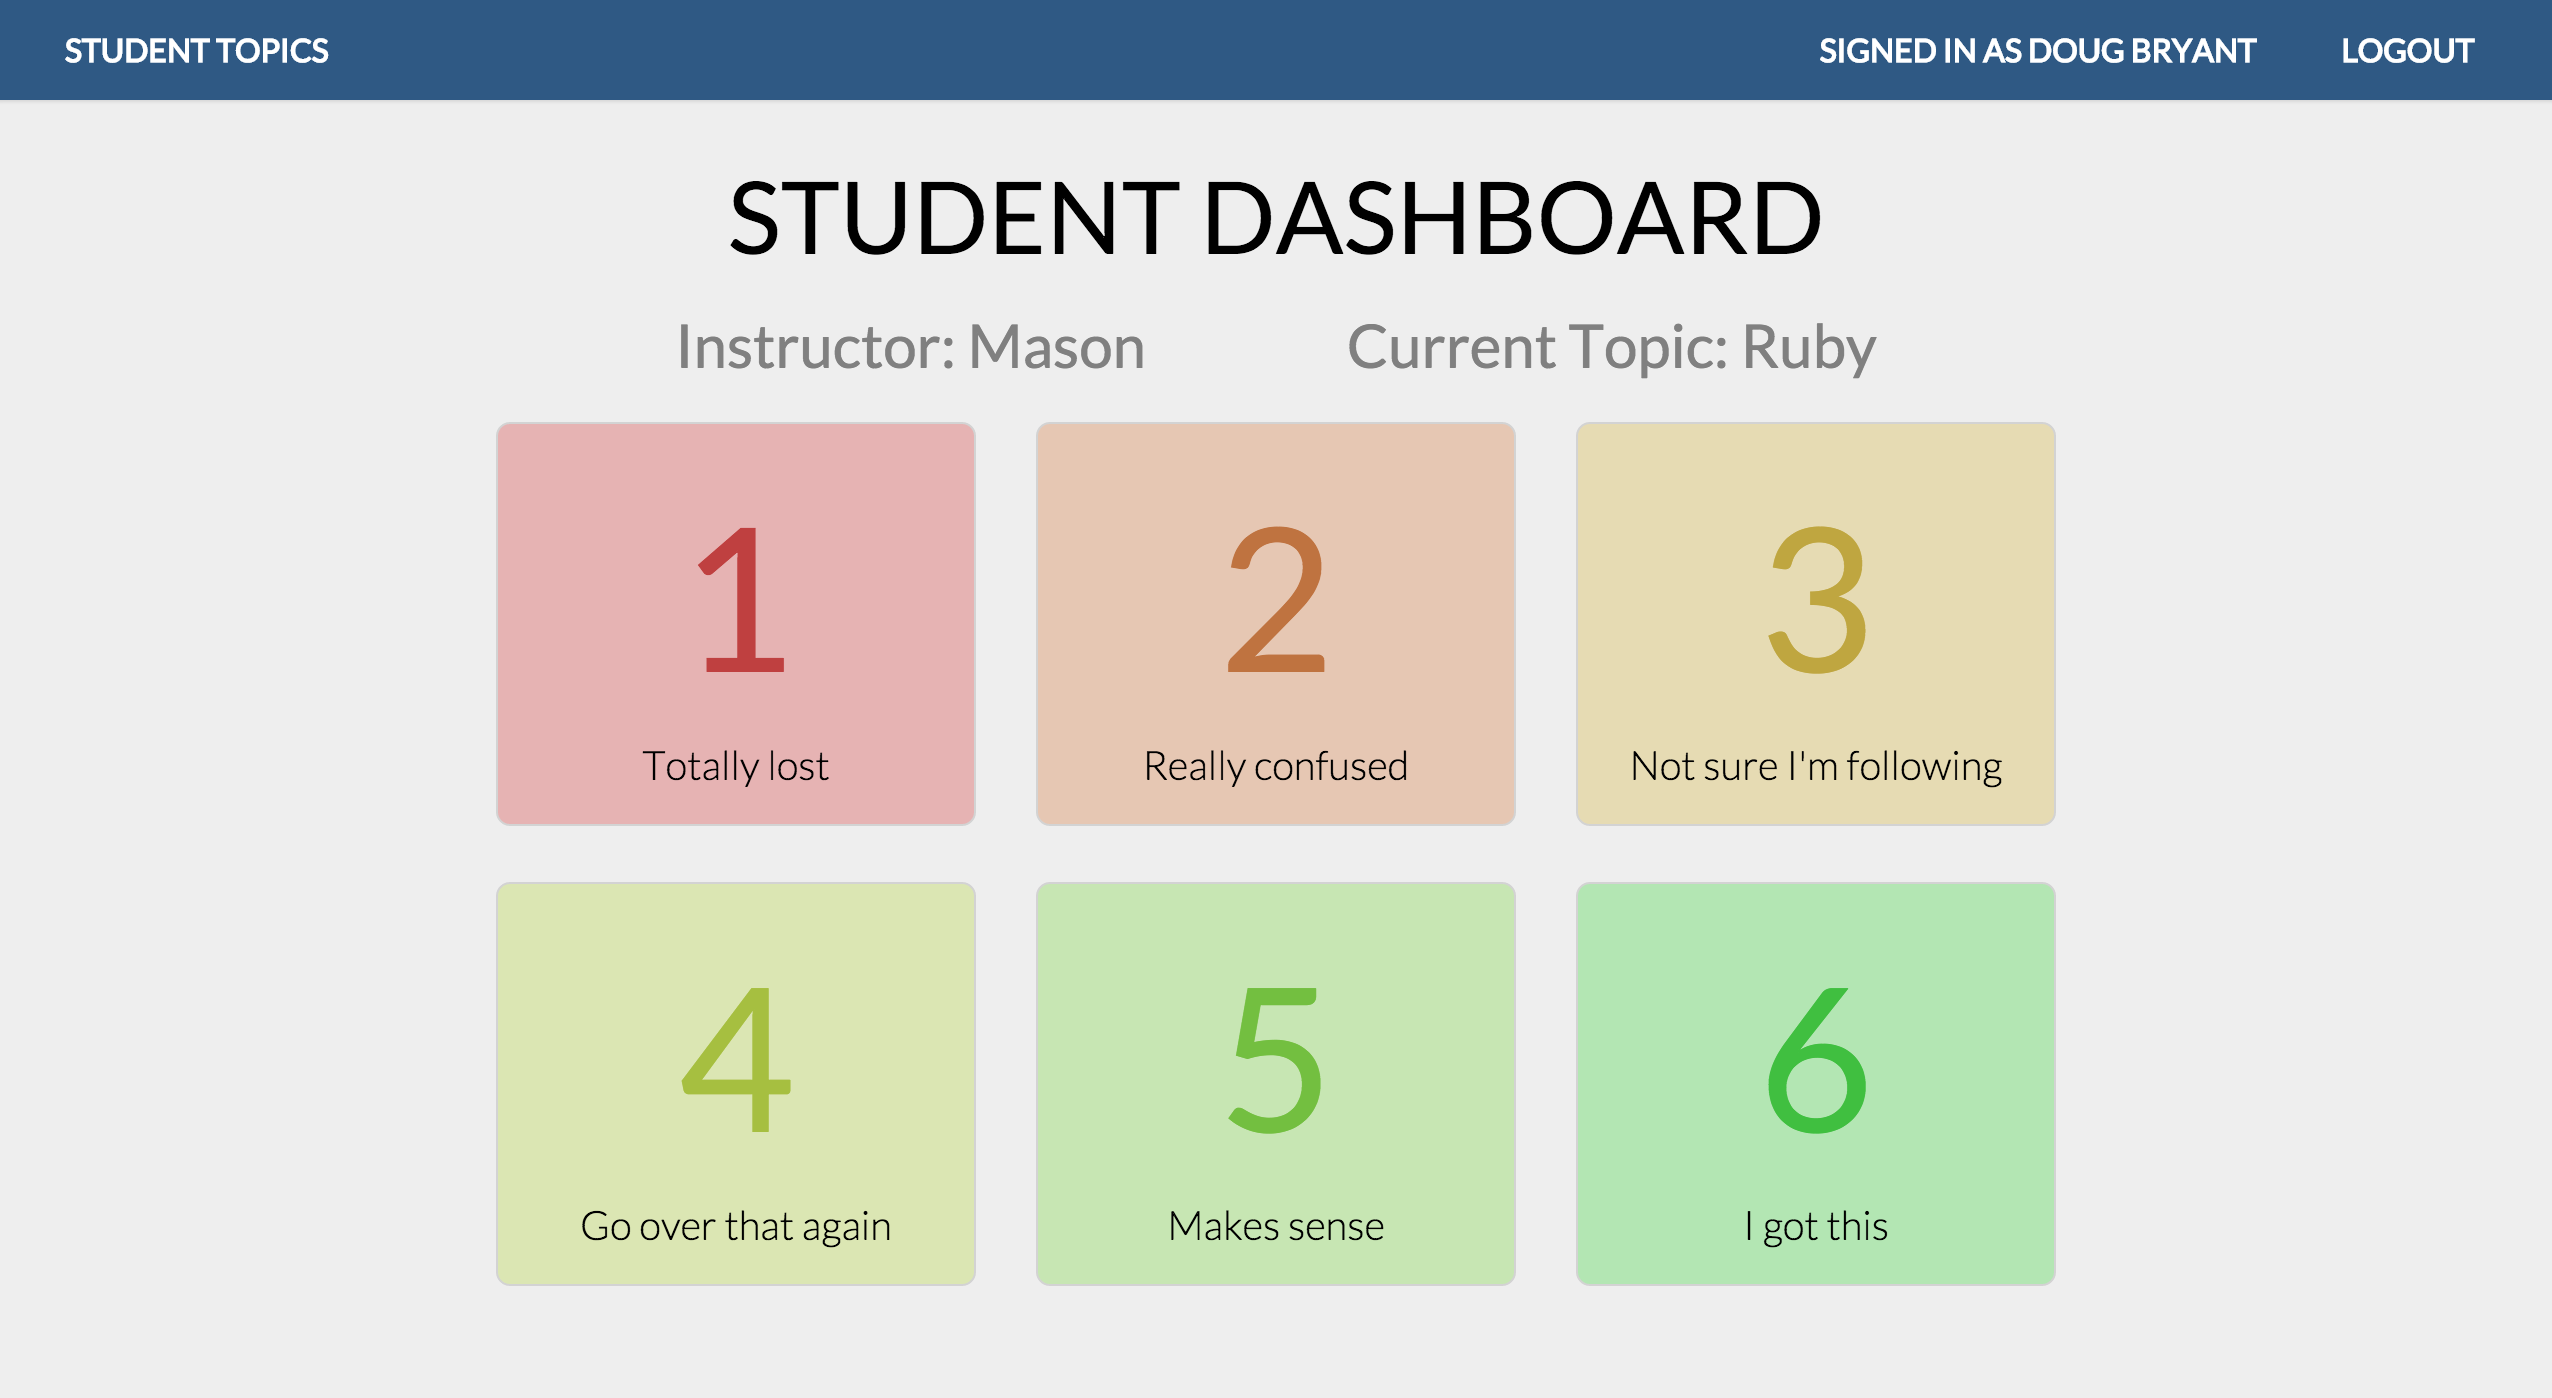 STUDENT TOPICS SIGNED IN AS DOUG BRYANT LOGOUT
STUDENT DASHBOARD
Instructor: Mason Current Topic: Ruby
1 2 3
Totally lost Really confused Not sure I'm following
4 5 6
Go over that again Makes sense I got this